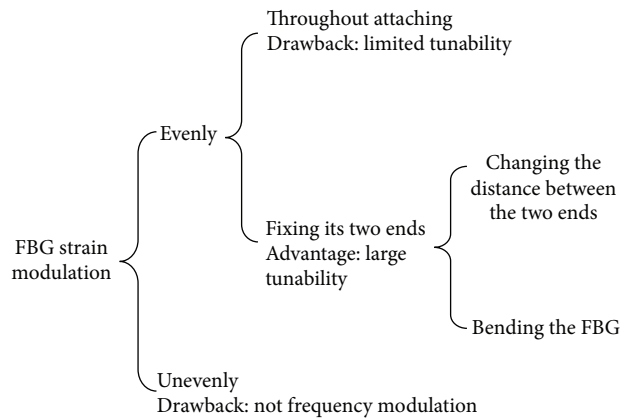 Throughout attaching
Drawback: limited tunability
Evenly
Changing the
distance between
the two ends
Fixing its two ends
Advantage: large
tunability
FBG strain
modulation
Bending the FBG
Unevenly
Drawback: not frequency modulation